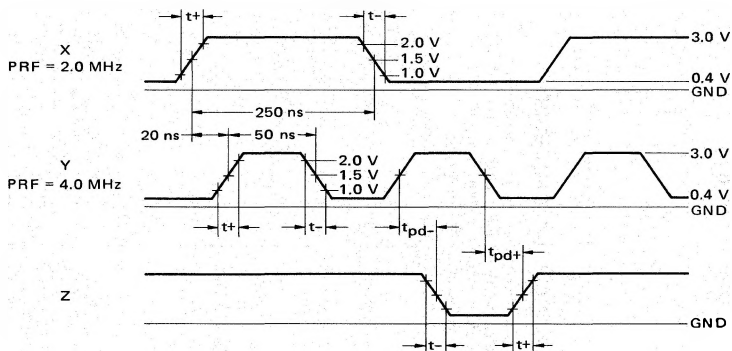 t+ t-
X
PRF = 2.0 MHz
2.0 V
1.5 V
1.0 V
3.0 V
0.4 V
GND
250 ns
20 ns 50 ns
Y
PRF = 4.0 MHz
2.0 V
1.5 V
1.0 V
3.0 V
0.4 V
GND
t+ t- tpd- tpd+
Z
GND
t- t+